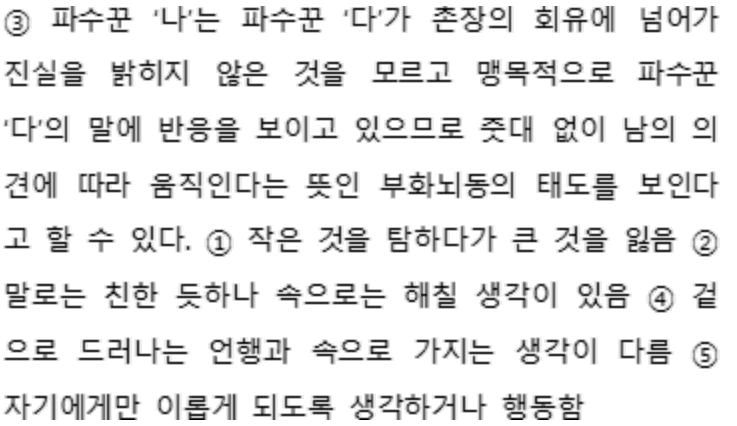 ③ 파수꾼 ‘나’는 파수꾼 ‘다’가 촌장의 회유에 넘어가
진실을 밝히지 않은 것을 모르고 맹목적으로 파수꾼
‘다’의 말에 반응을 보이고 있으므로 줏대 없이 남의 의
견에 따라 움직인다는 뜻인 부화뇌동의 태도를 보인다
고 할 수 있다. ① 작은 것을 탐하다가 큰 것을 잃음 ②
말로는 친한 듯하나 속으로는 해칠 생각이 있음 ④ 겉
으로 드러나는 언행과 속으로 가지는 생각이 다름 ⑤
자기에게만 이롭게 되도록 생각하거나 행동함